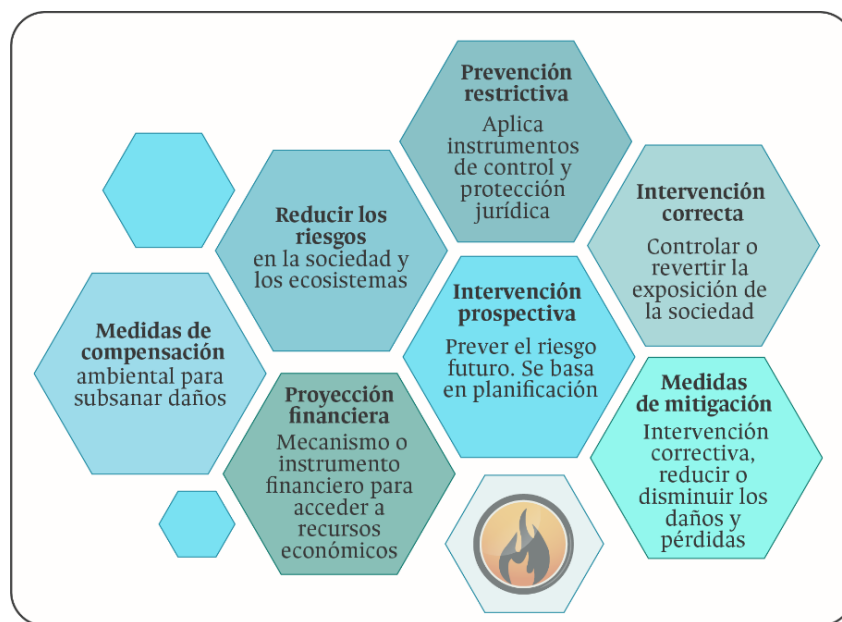 Prevención
restrictiva
Aplica
instrumentos
de control y
protección
jurídica
Reducir los
riesgos
en la sociedad y
los ecosistemas
Intervención
correcta
Controlar o
revertir la
exposición de
la sociedad
Medidas de
compensación
ambiental para
subsanar daños
Intervención
prospectiva
Prever el riesgo
futuro. Se basa
en planificación
Proyección
financiera
Mecanismo o
instrumento
financiero para
acceder a
recursos
económicos
Medidas
de mitigación
Intervención
correctiva,
reducir o
disminuir los
daños y
pérdidas